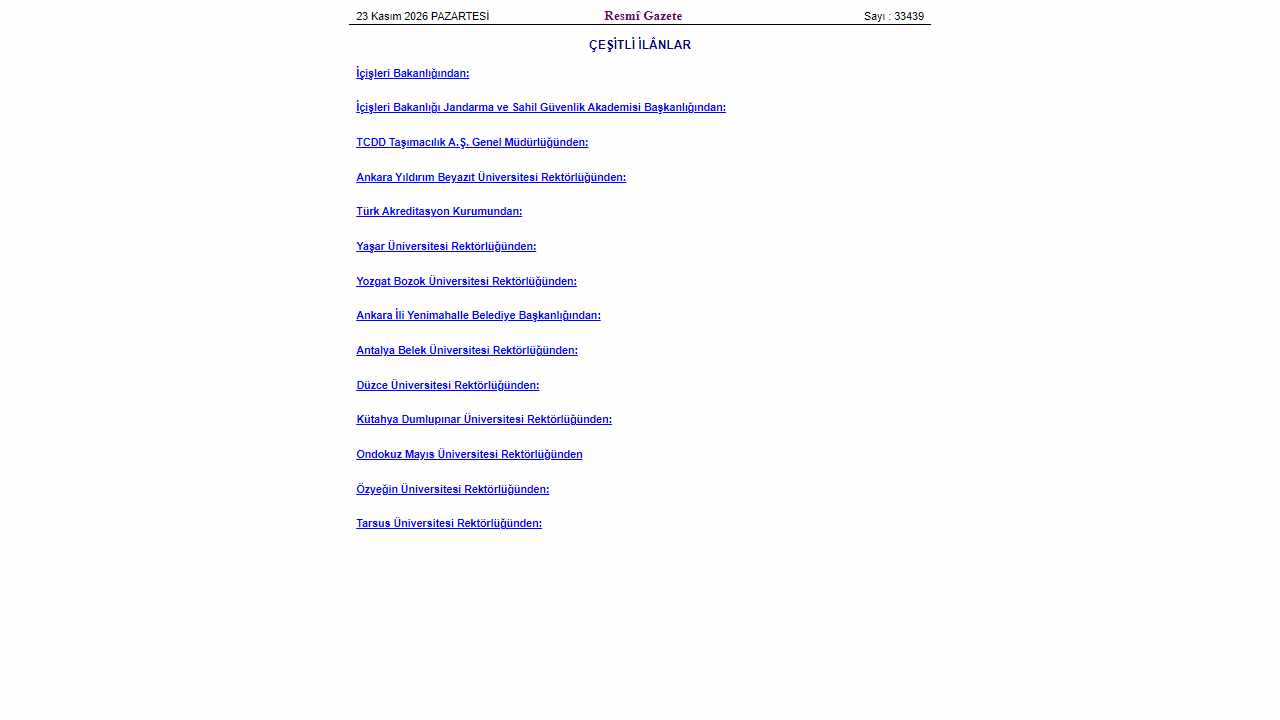 23 Kasım 2026 PAZARTESİ Resmî Gazete Sayı : 33439
ÇEŞİTLİ İLÂNLAR
İçişleri Bakanlığından:
İçişleri Bakanlığı Jandarma ve Sahil Güvenlik Akademisi Başkanlığından:
TCDD Taşımacılık A.Ş. Genel Müdürlüğünden:
Ankara Yıldırım Beyazıt Üniversitesi Rektörlüğünden:
Türk Akreditasyon Kurumundan:
Yaşar Üniversitesi Rektörlüğünden:
Yozgat Bozok Üniversitesi Rektörlüğünden:
Ankara İli Yenimahalle Belediye Başkanlığından:
Antalya Belek Üniversitesi Rektörlüğünden:
Düzce Üniversitesi Rektörlüğünden:
Kütahya Dumlupınar Üniversitesi Rektörlüğünden:
Ondokuz Mayıs Üniversitesi Rektörlüğünden
Özyeğin Üniversitesi Rektörlüğünden:
Tarsus Üniversitesi Rektörlüğünden: